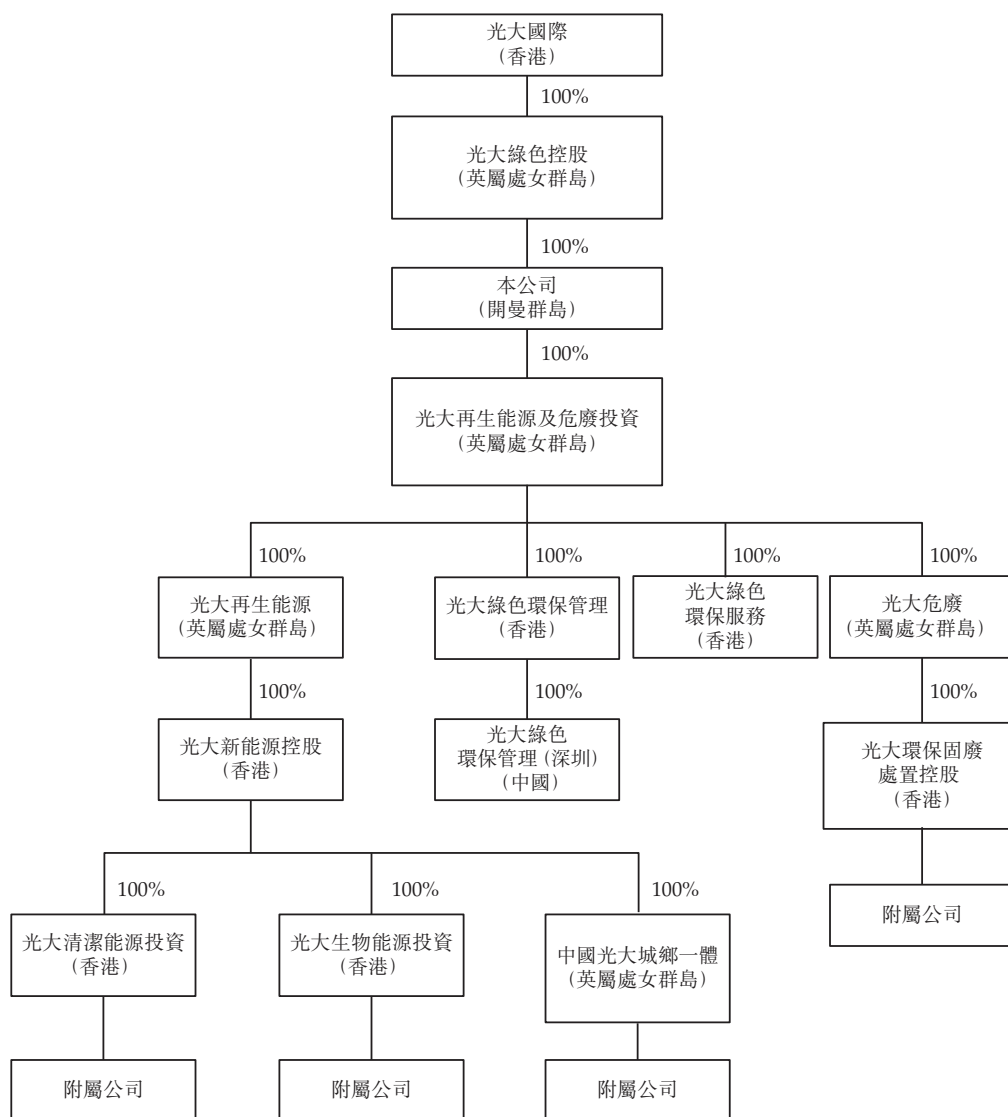 光大國際
(香港)
100%
光大綠色控股
(英屬處女群島)
100%
本公司
(開曼群島)
100%
光大再生能源及危廢投資
(英屬處女群島)
100%
100%
100%
100%
光大再生能源
(英屬處女群島)
光大綠色環保管理
(香港)
光大綠色
環保服務
(香港)
光大危廢
(英屬處女群島)
100%
100%
100%
光大新能源控股
(香港)
光大綠色
環保管理(深圳)
(中國)
光大環保固廢
處置控股
(香港)
100%
100%
100%
光大清潔能源投資
(香港)
光大生物能源投資
(香港)
中國光大城鄉一體
(英屬處女群島)
附屬公司
附屬公司
附屬公司
附屬公司